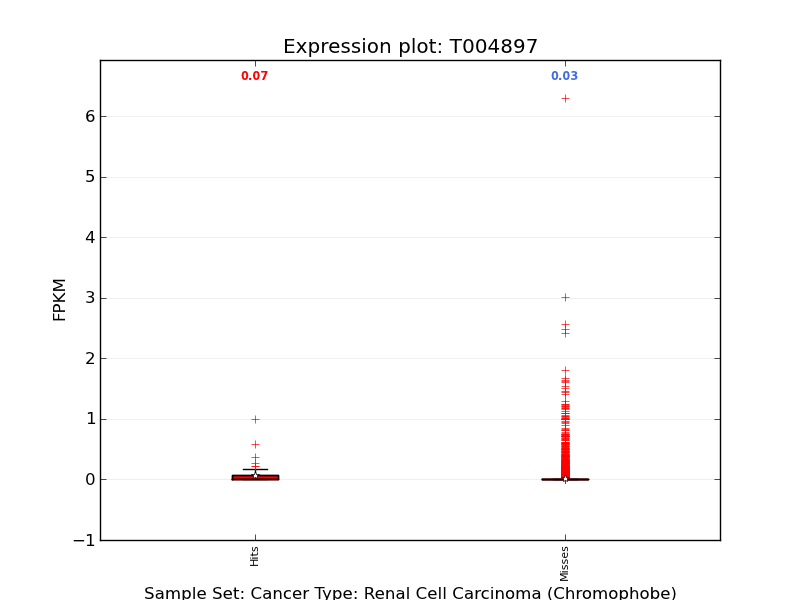 Expression plot: T004897
0.07
0.03
6
5
4
3
2
1
0
−1
FPKM
Hits
Misses
Sample Set: Cancer Type: Renal Cell Carcinoma (Chromophobe)